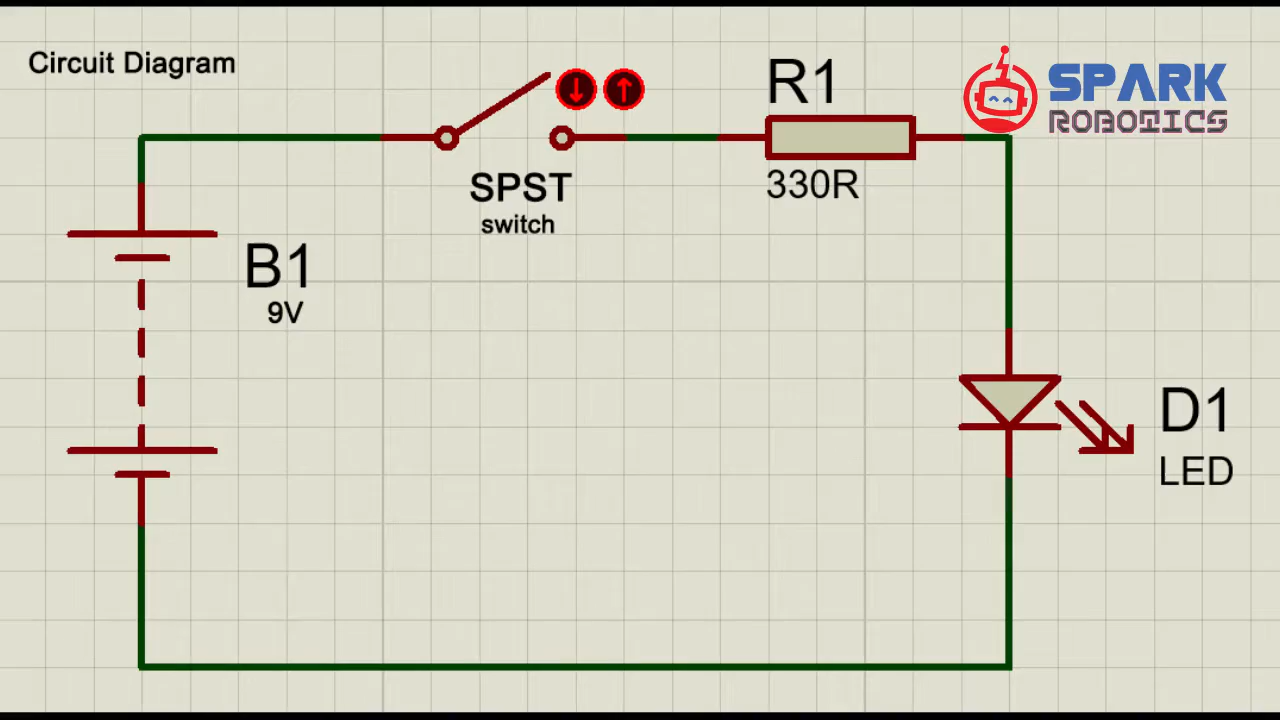 Circuit Diagram
SPARK
ROBOTICS
R1
330R
SPST
switch
B1
9V
D1
LED